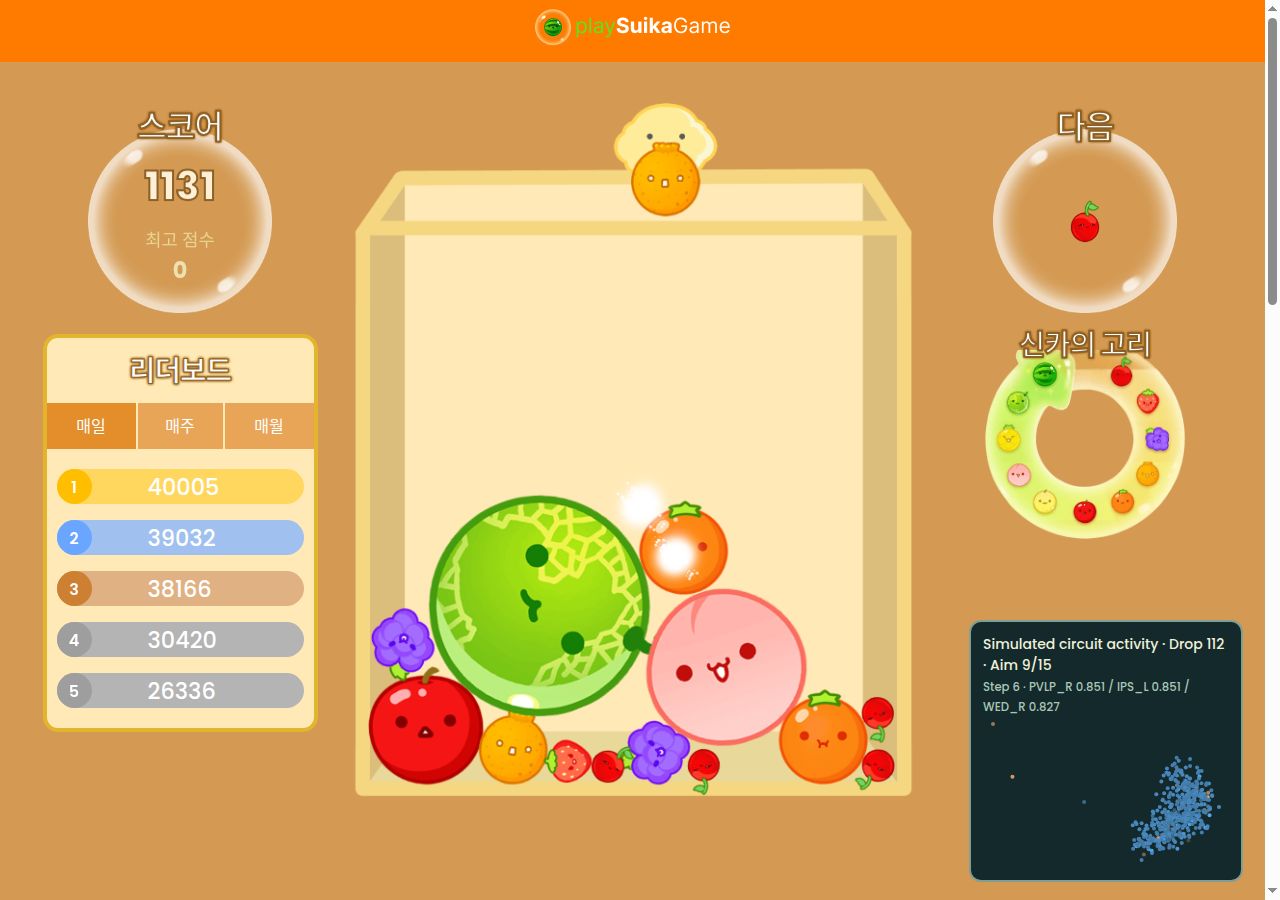 playSuikaGame
스코어
1131
최고 점수
0
리더보드
매일 매주 매월
1 40005
2 39032
3 38166
4 30420
5 26336
다음
신카의 고리
Simulated circuit activity · Drop 112
· Aim 9/15
Step 6 · PVLP_R 0.851 / IPS_L 0.851 /
WED_R 0.827